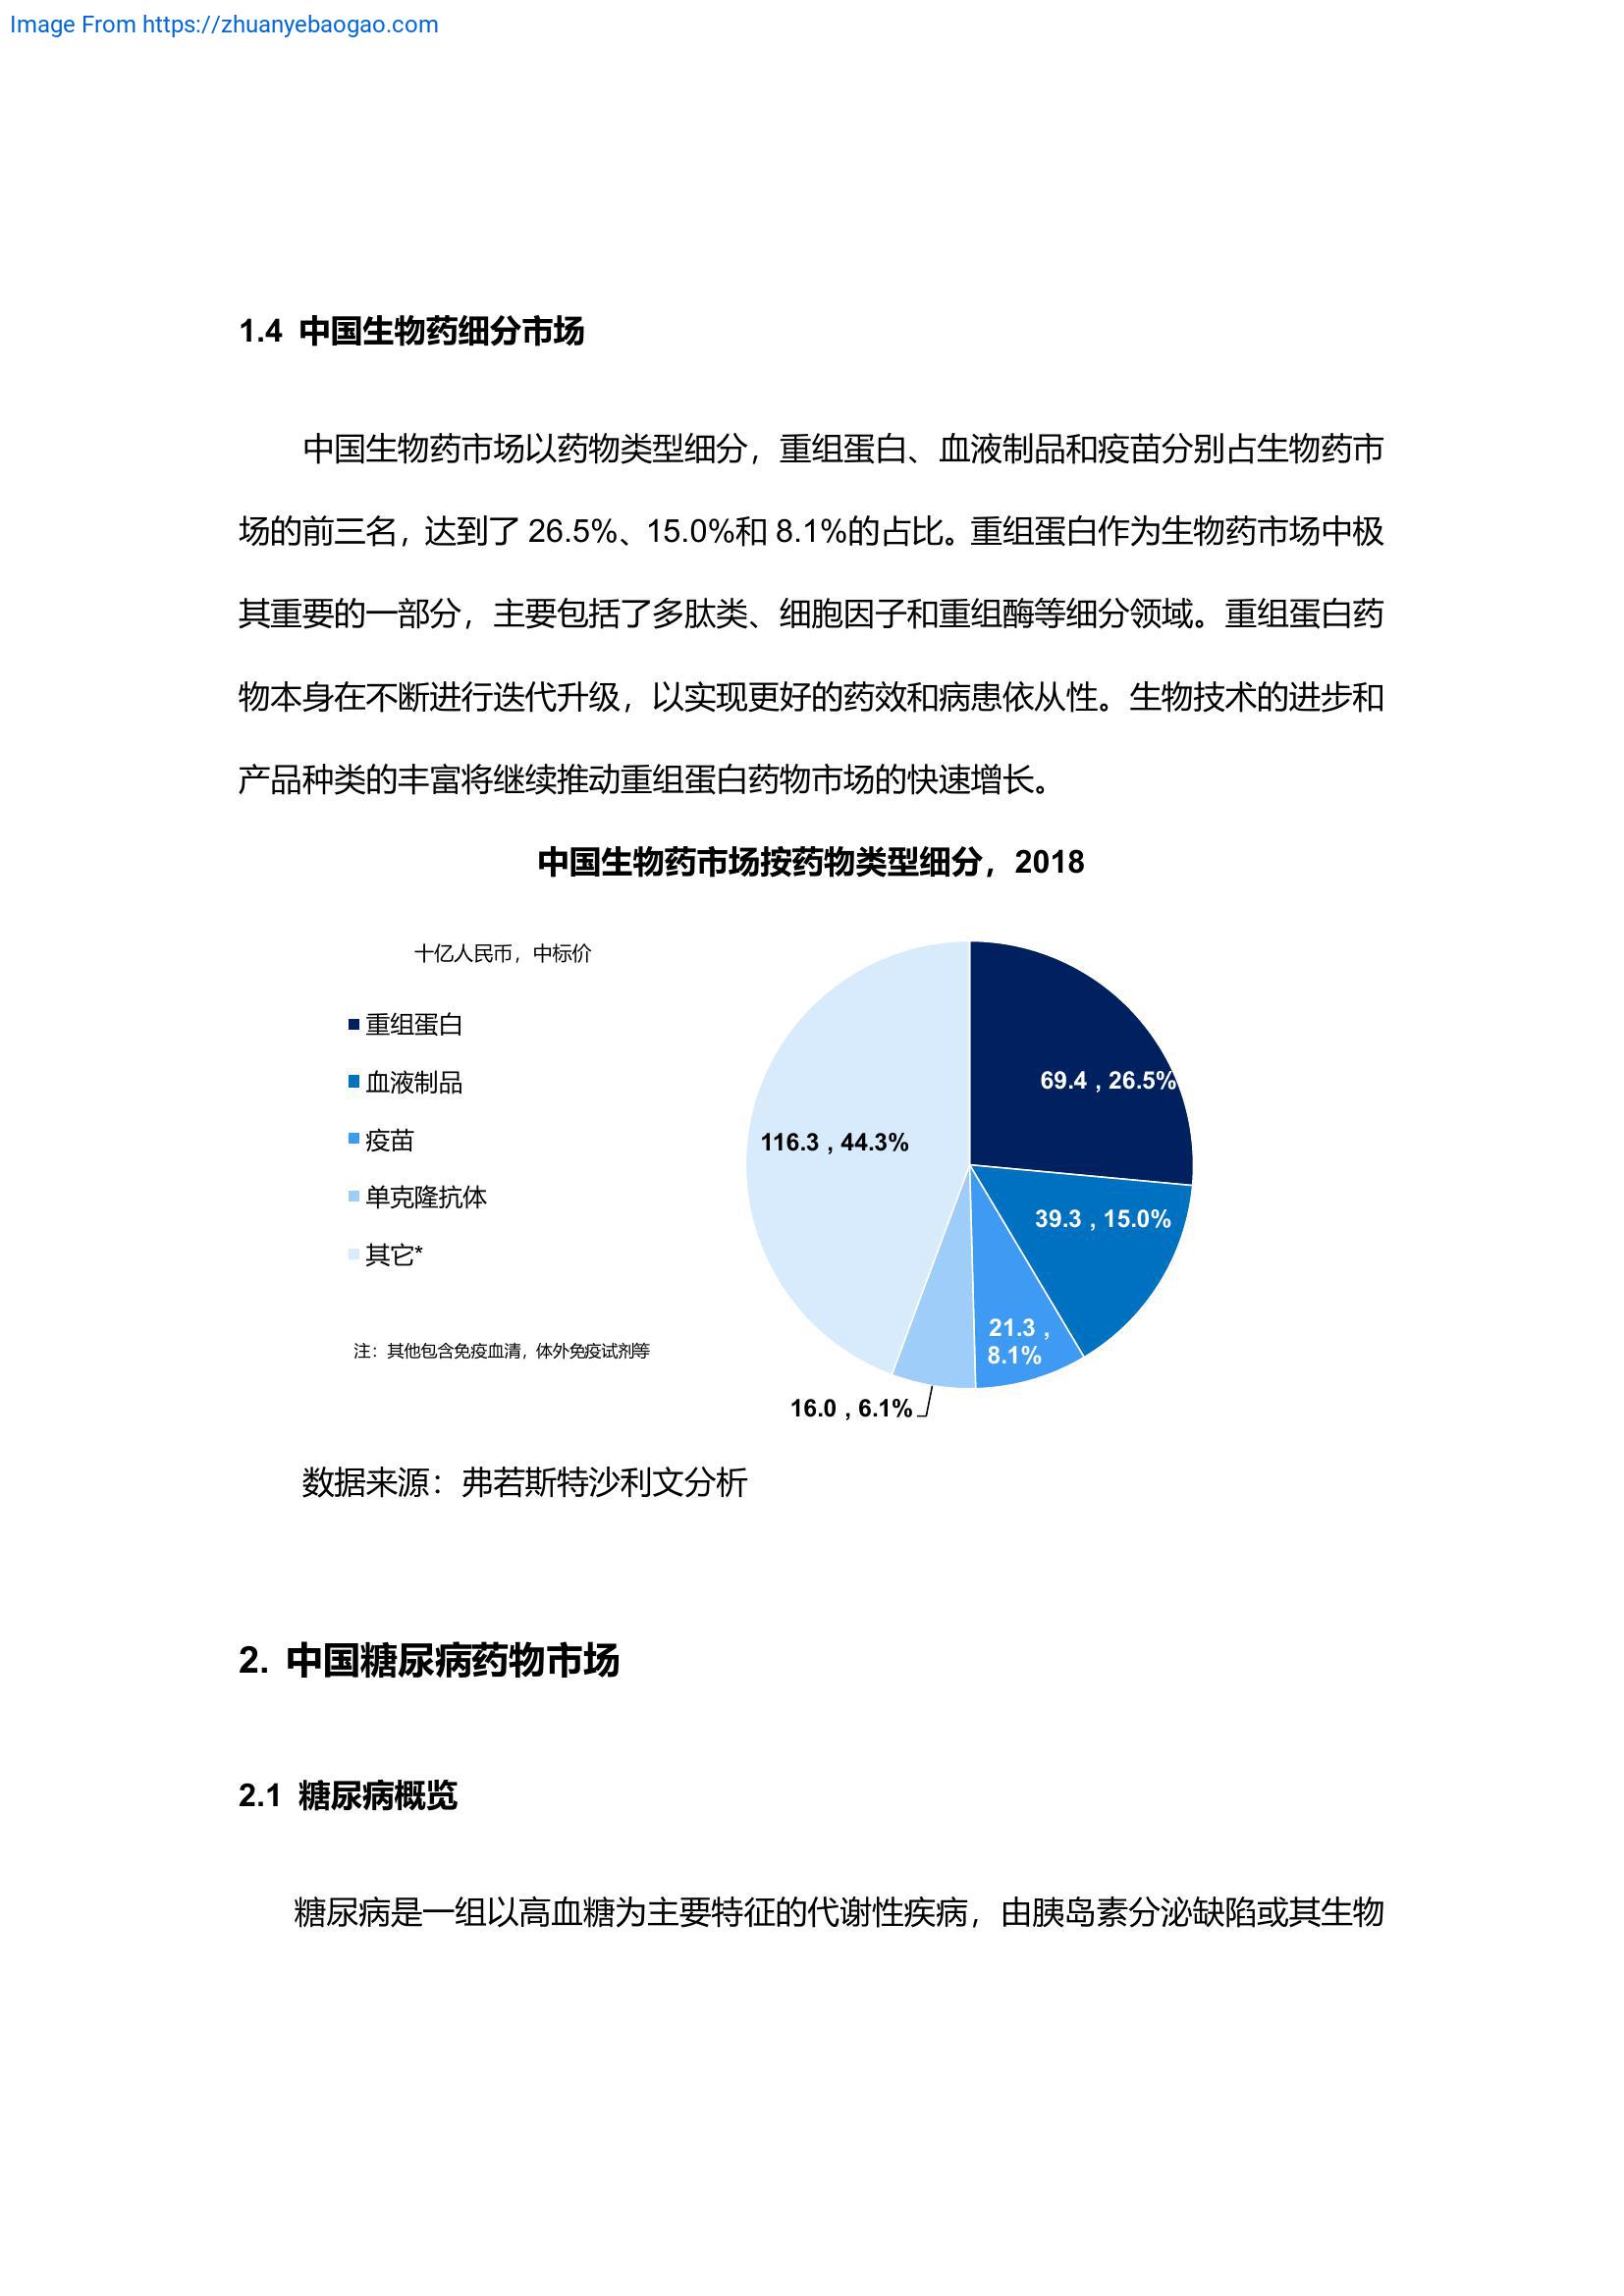 Image From https://zhuanyebaogao.com
1.4 中国生物药细分市场
中国生物药市场以药物类型细分，重组蛋白、血液制品和疫苗分别占生物药市
场的前三名，达到了 26.5%、15.0%和 8.1%的占比。重组蛋白作为生物药市场中极
其重要的一部分，主要包括了多肽类、细胞因子和重组酶等细分领域。重组蛋白药
物本身在不断进行迭代升级，以实现更好的药效和病患依从性。生物技术的进步和
产品种类的丰富将继续推动重组蛋白药物市场的快速增长。
中国生物药市场按药物类型细分，2018
十亿人民币，中标价
重组蛋白
血液制品
疫苗
单克隆抗体
其它*
注：其他包含免疫血清，体外免疫试剂等
69.4 , 26.5%
39.3 , 15.0%
21.3 ,
8.1%
16.0 , 6.1%
116.3 , 44.3%
数据来源：弗若斯特沙利文分析
2. 中国糖尿病药物市场
2.1 糖尿病概览
糖尿病是一组以高血糖为主要特征的代谢性疾病，由胰岛素分泌缺陷或其生物